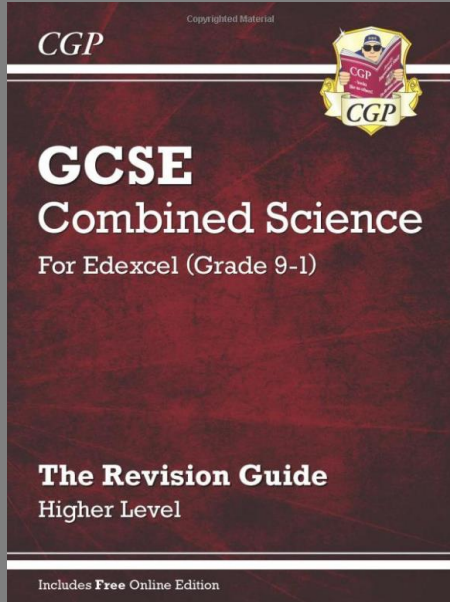 Copyrighted Material
CGP
CGP
CGP
GCSE
Combined Science
For Edexcel (Grade 9-1)
The Revision Guide
Higher Level
Includes Free Online Edition